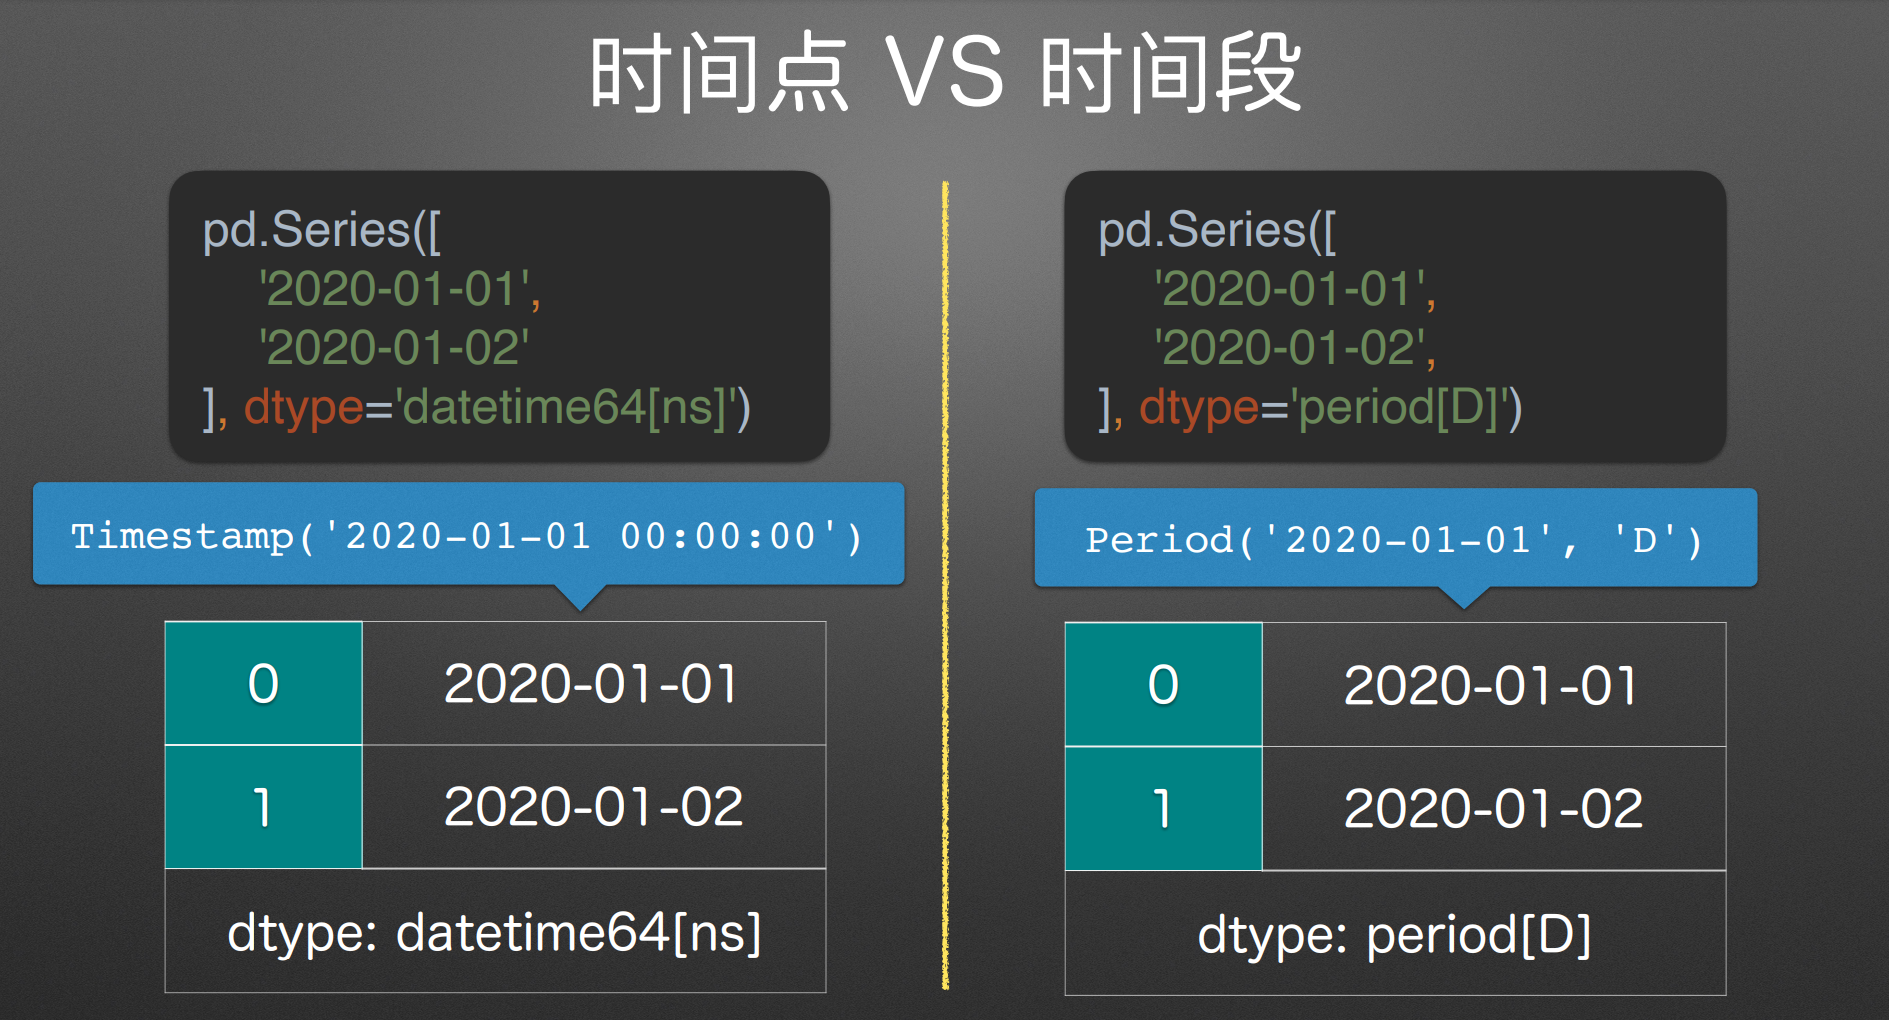 时间点 VS 时间段
pd.Series([
'2020-01-01',
'2020-01-02'
], dtype='datetime64[ns]')
Timestamp('2020-01-01 00:00:00')
0 2020-01-01
1 2020-01-02
dtype: datetime64[ns]
pd.Series([
'2020-01-01',
'2020-01-02',
], dtype='period[D]')
Period('2020-01-01', 'D')
0 2020-01-01
1 2020-01-02
dtype: period[D]